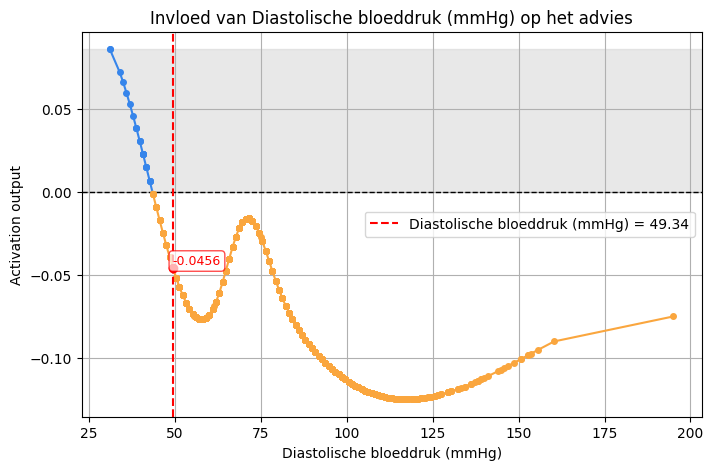 Invloed van Diastolische bloeddruk (mmHg) op het advies
Activation output
0.05
0.00
−0.05
−0.10
-0.0456
Diastolische bloeddruk (mmHg) = 49.34
25 50 75 100 125 150 175 200
Diastolische bloeddruk (mmHg)